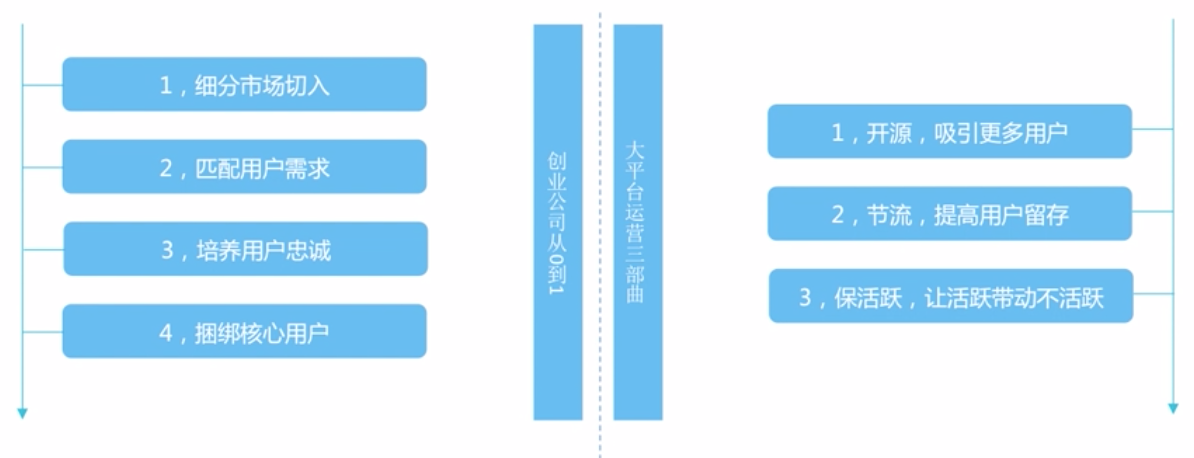 1，细分市场切入
2，匹配用户需求
3，培养用户忠诚
4，捆绑核心用户
创业公司从0到1
大平台运营三部曲
1，开源，吸引更多用户
2，节流，提高用户留存
3，保活跃，让活跃带动不活跃